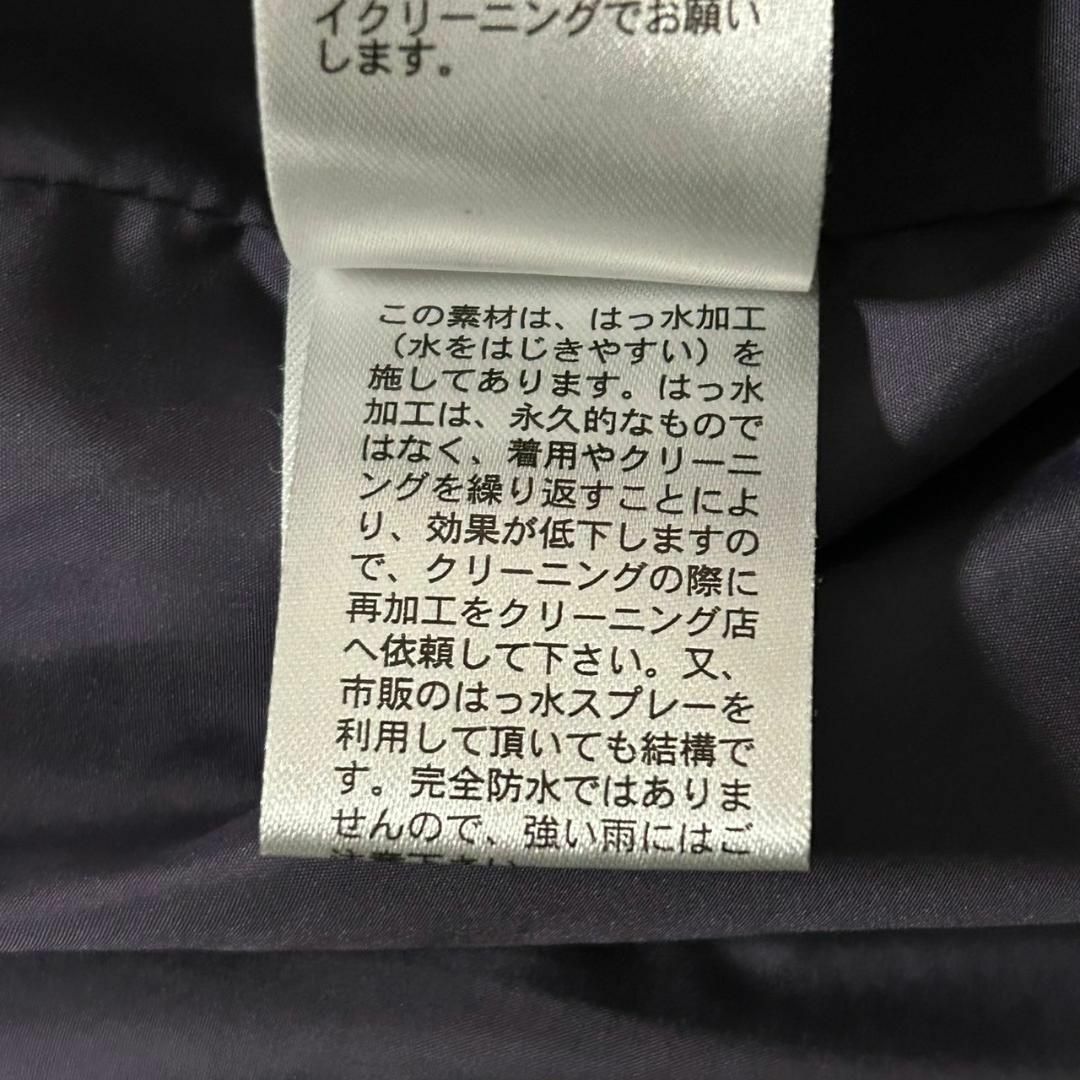 イクリーニングでお願い
します。
この素材は、はっ水加工
（水をはじきやすい）を
施してあります。はっ水
加工は、永久的なもので
はなく、着用やクリーニ
ングを繰り返すことによ
り、効果が低下しますの
で、クリーニングの際に
再加工をクリーニング店
へ依頼して下さい。又、
市販のはっ水スプレーを
利用して頂いても結構で
す。完全防水ではありま
せんので、強い雨にはご
注意下さい